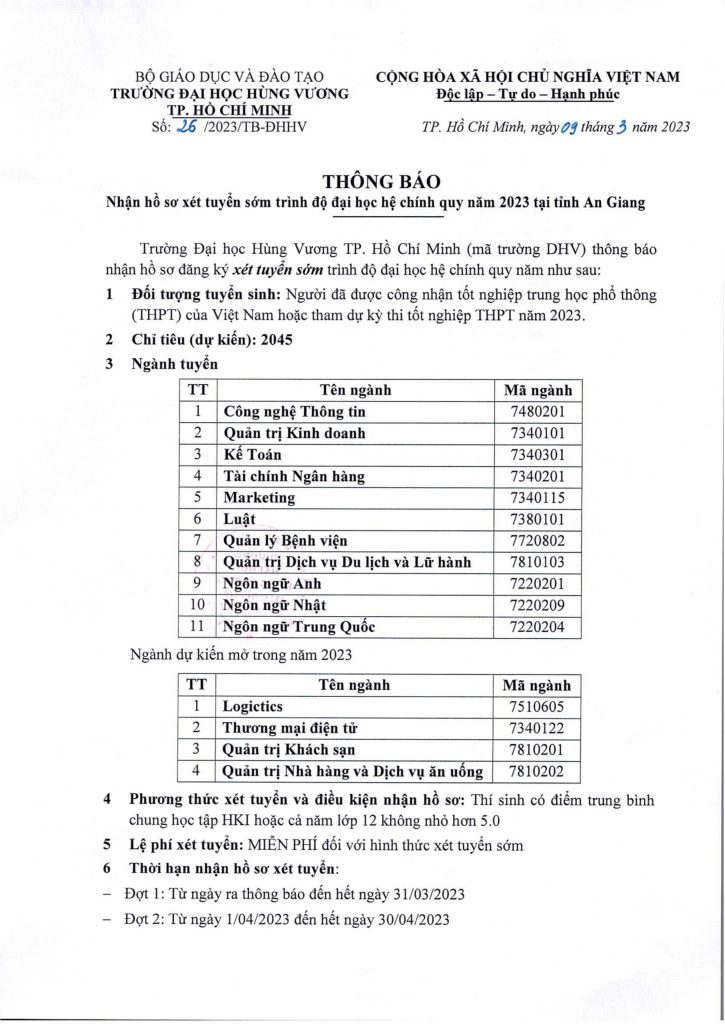 BỘ GIÁO DỤC VÀ ĐÀO TẠO
TRƯỜNG ĐẠI HỌC HÙNG VƯƠNG
TP. HỒ CHÍ MINH
Số: 26 /2023/TB-ĐHHV
CỘNG HÒA XÃ HỘI CHỦ NGHĨA VIỆT NAM
Độc lập – Tự do – Hạnh phúc
TP. Hồ Chí Minh, ngày 09 tháng 3 năm 2023
THÔNG BÁO
Nhận hồ sơ xét tuyển sớm trình độ đại học hệ chính quy năm 2023 tại tỉnh An Giang
Trường Đại học Hùng Vương TP. Hồ Chí Minh (mã trường DHV) thông báo
nhận hồ sơ đăng ký xét tuyển sớm trình độ đại học hệ chính quy năm như sau:
1 Đối tượng tuyển sinh: Người đã được công nhận tốt nghiệp trung học phổ thông
(THPT) của Việt Nam hoặc tham dự kỳ thi tốt nghiệp THPT năm 2023.
2 Chỉ tiêu (dự kiến): 2045
3 Ngành tuyển
TT Tên ngành Mã ngành
1 Công nghệ Thông tin 7480201
2 Quản trị Kinh doanh 7340101
3 Kế Toán 7340301
4 Tài chính Ngân hàng 7340201
5 Marketing 7340115
6 Luật 7380101
7 Quản lý Bệnh viện 7720802
8 Quản trị Dịch vụ Du lịch và Lữ hành 7810103
9 Ngôn ngữ Anh 7220201
10 Ngôn ngữ Nhật 7220209
11 Ngôn ngữ Trung Quốc 7220204
Ngành dự kiến mở trong năm 2023
TT Tên ngành Mã ngành
1 Logictics 7510605
2 Thương mại điện tử 7340122
3 Quản trị Khách sạn 7810201
4 Quản trị Nhà hàng và Dịch vụ ăn uống 7810202
4 Phương thức xét tuyển và điều kiện nhận hồ sơ: Thí sinh có điểm trung bình
chung học tập HKI hoặc cả năm lớp 12 không nhỏ hơn 5.0
5 Lệ phí xét tuyển: MIỄN PHÍ đối với hình thức xét tuyển sớm
6 Thời hạn nhận hồ sơ xét tuyển:
– Đợt 1: Từ ngày ra thông báo đến hết ngày 31/03/2023
– Đợt 2: Từ ngày 1/04/2023 đến hết ngày 30/04/2023